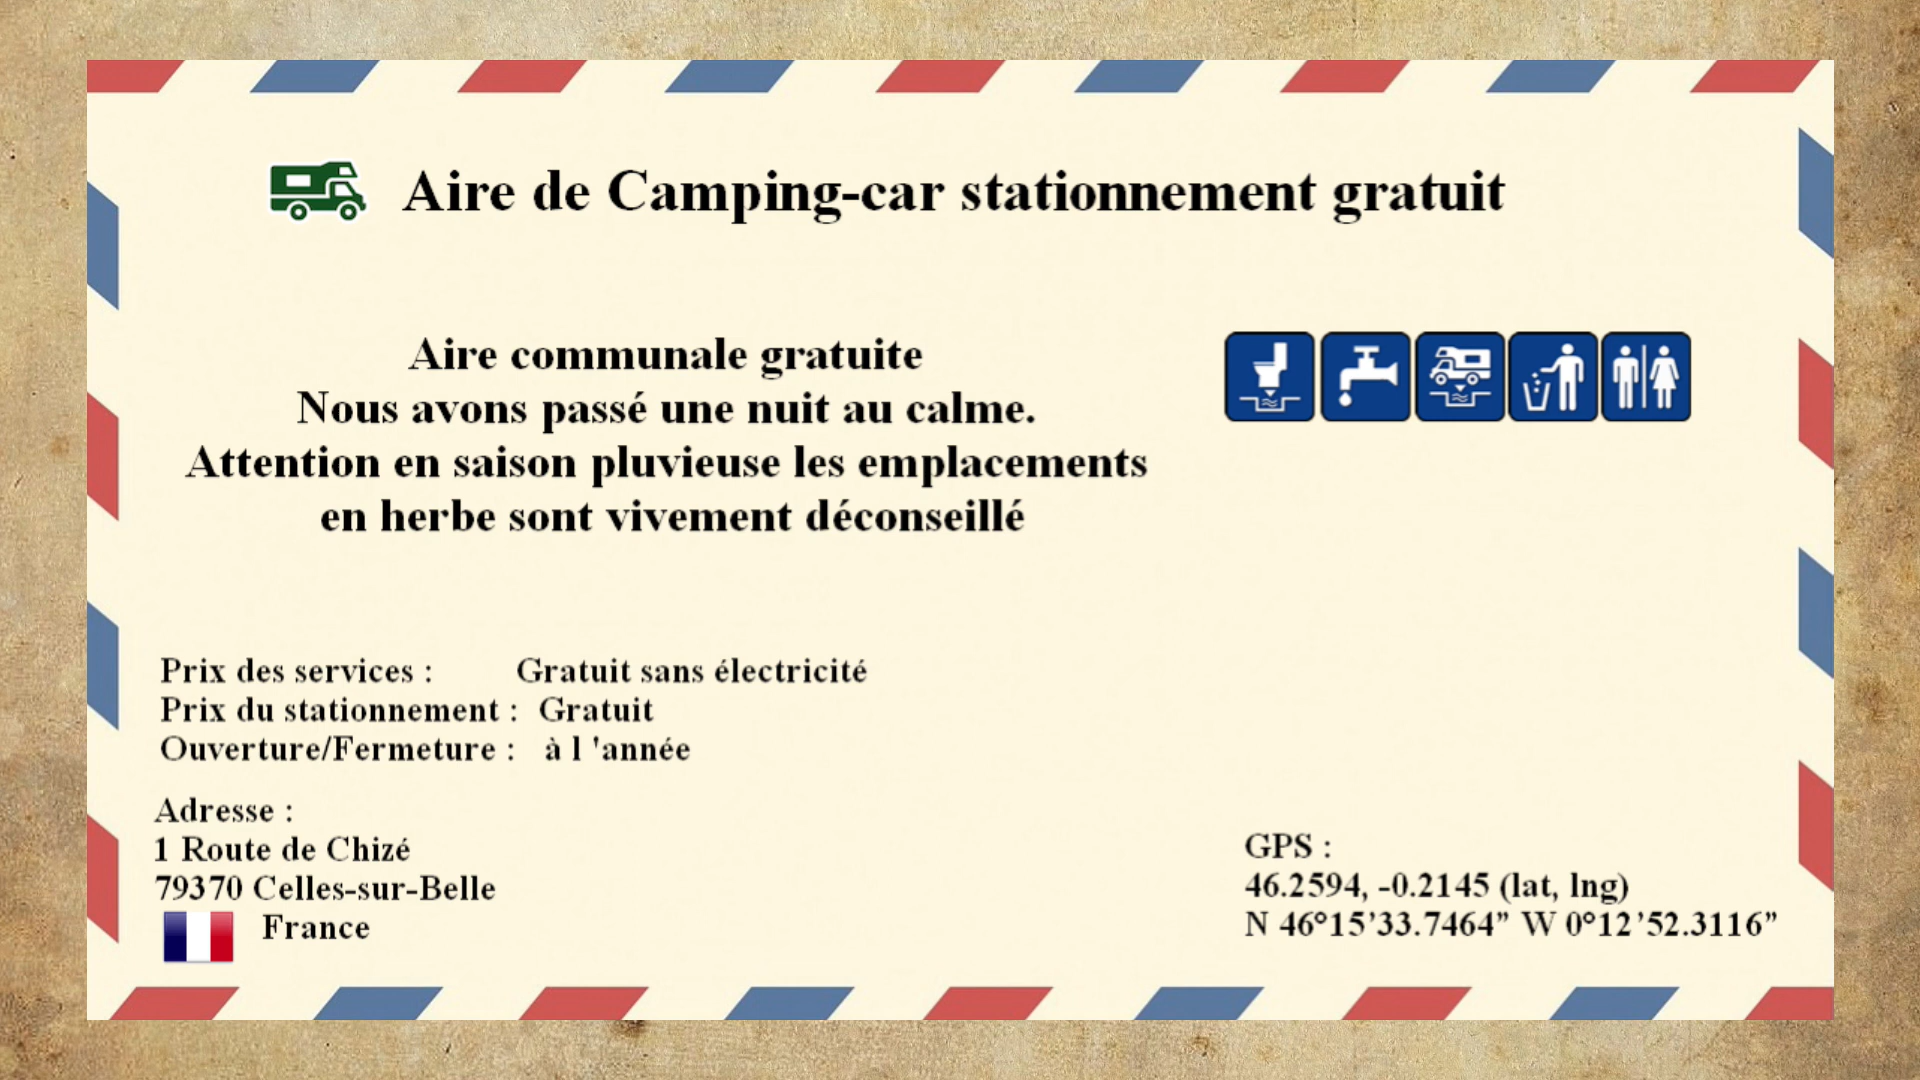 Aire de Camping-car stationnement gratuit
Aire communale gratuite
Nous avons passé une nuit au calme.
Attention en saison pluvieuse les emplacements
en herbe sont vivement déconseillé
Prix des services : Gratuit sans électricité
Prix du stationnement : Gratuit
Ouverture/Fermeture : à l 'année
Adresse :
1 Route de Chizé
79370 Celles-sur-Belle
France
GPS :
46.2594, -0.2145 (lat, lng)
N 46°15’33.7464” W 0°12’52.3116”